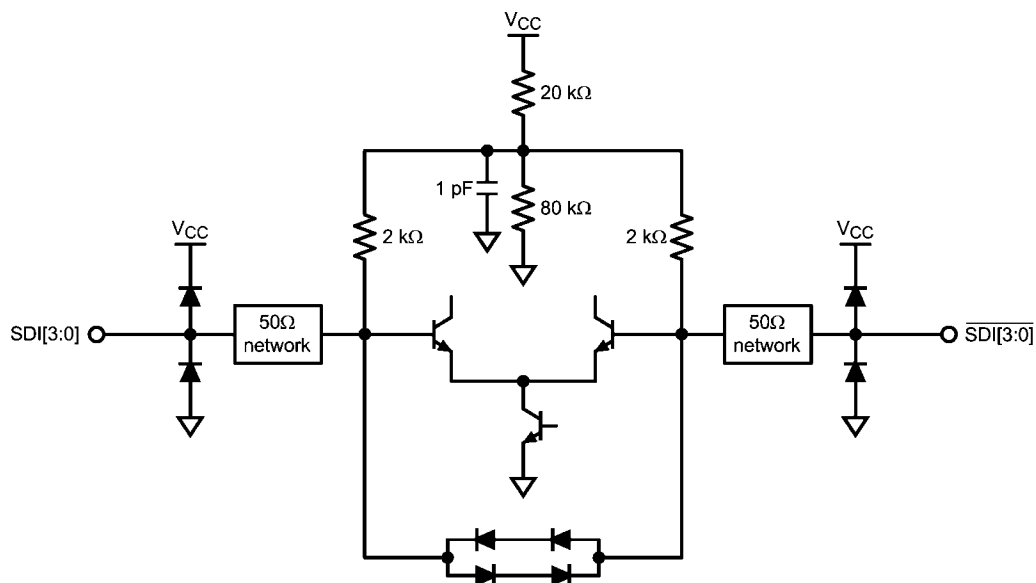 VCC
20 kΩ
1 pF
80 kΩ
2 kΩ
2 kΩ
VCC
VCC
SDI[3:0]
50Ω
network
50Ω
network
SDI[3:0]